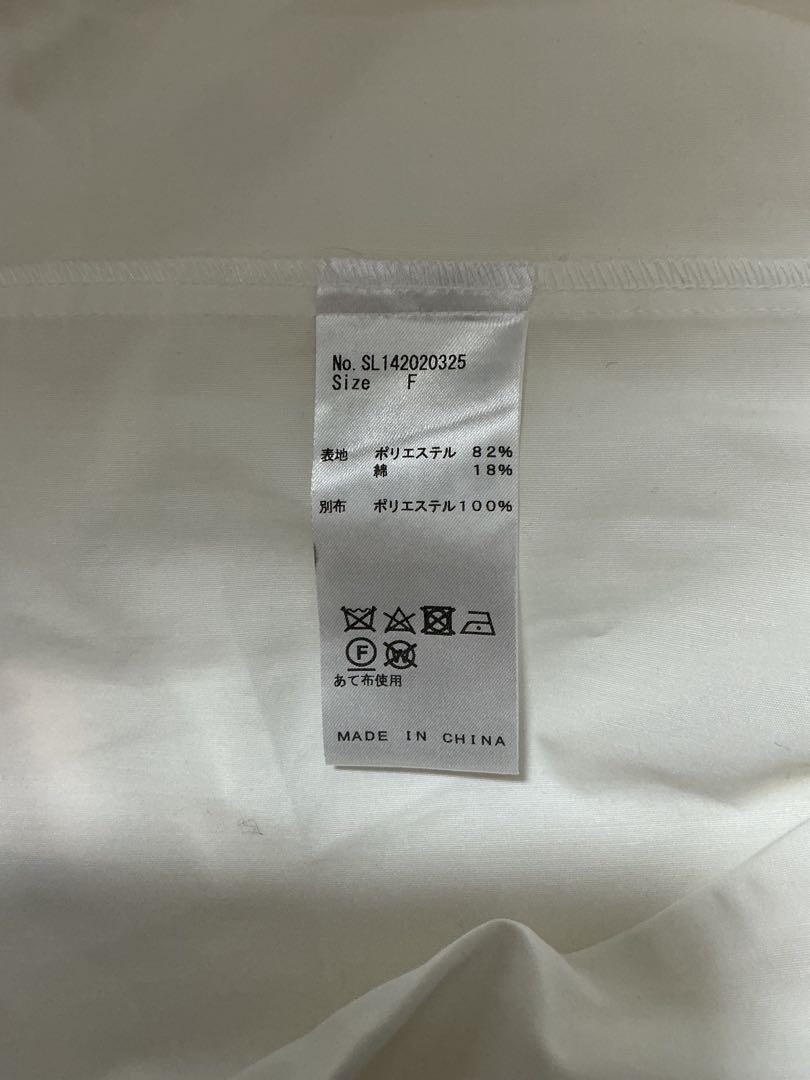 No. SL142020325
Size F
表地 ポリエステル 82%
綿 18%
別布 ポリエステル100%
F W
あて布使用
MADE IN CHINA